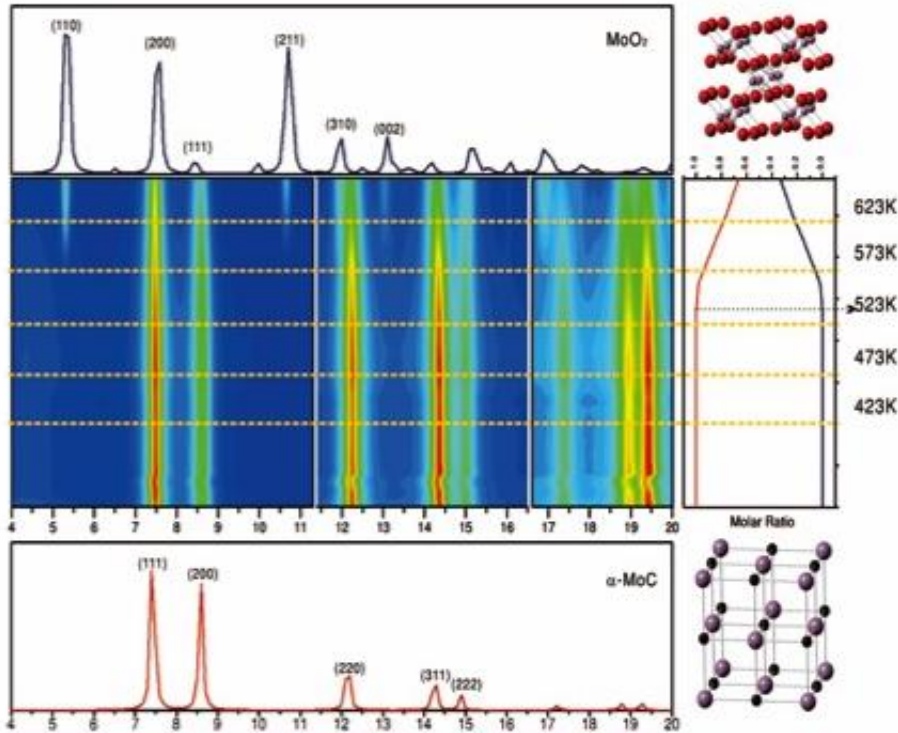 (110)
(200)
(211)
MoO₂
(310)
(002)
(111)
623K
573K
523K
473K
423K
4 5 6 7 8 9 10 11 12 13 14 15 16 17 18 19 20
Molar Ratio
(111)
(200)
α-MoC
(220)
(311)
(222)
4 5 6 7 8 9 10 11 12 13 14 15 16 17 18 19 20